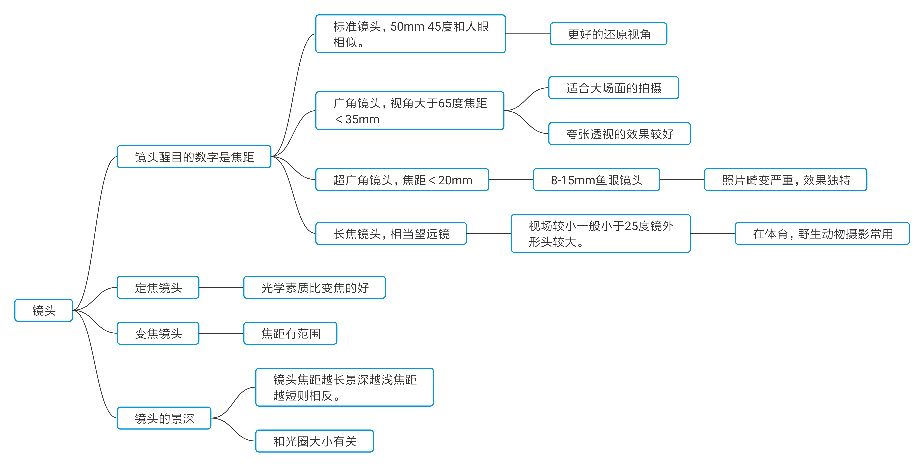 标准镜头，50mm 45度和人眼
相似。
更好的还原视角
广角镜头，视角大于65度焦距
＜35mm
适合大场面的拍摄
夸张透视的效果较好
镜头醒目的数字是焦距
超广角镜头，焦距＜20mm
8-15mm鱼眼镜头
照片畸变严重，效果独特
长焦镜头，相当望远镜
视场较小一般小于25度镜外
形头较大。
在体育，野生动物摄影常用
定焦镜头
光学素质比变焦的好
镜头
变焦镜头
焦距有范围
镜头焦距越长景深越浅焦距
越短则相反。
镜头的景深
和光圈大小有关